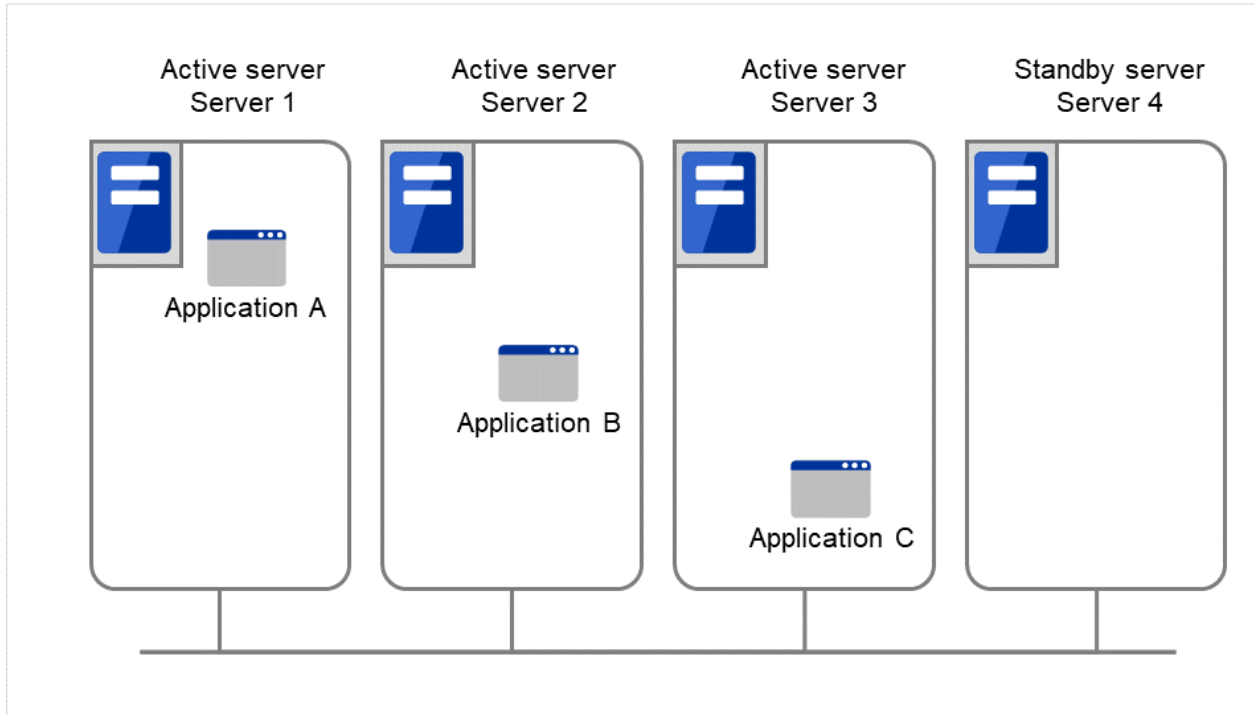 Active server
Server 1
Active server
Server 2
Active server
Server 3
Standby server
Server 4
Application A
Application B
Application C